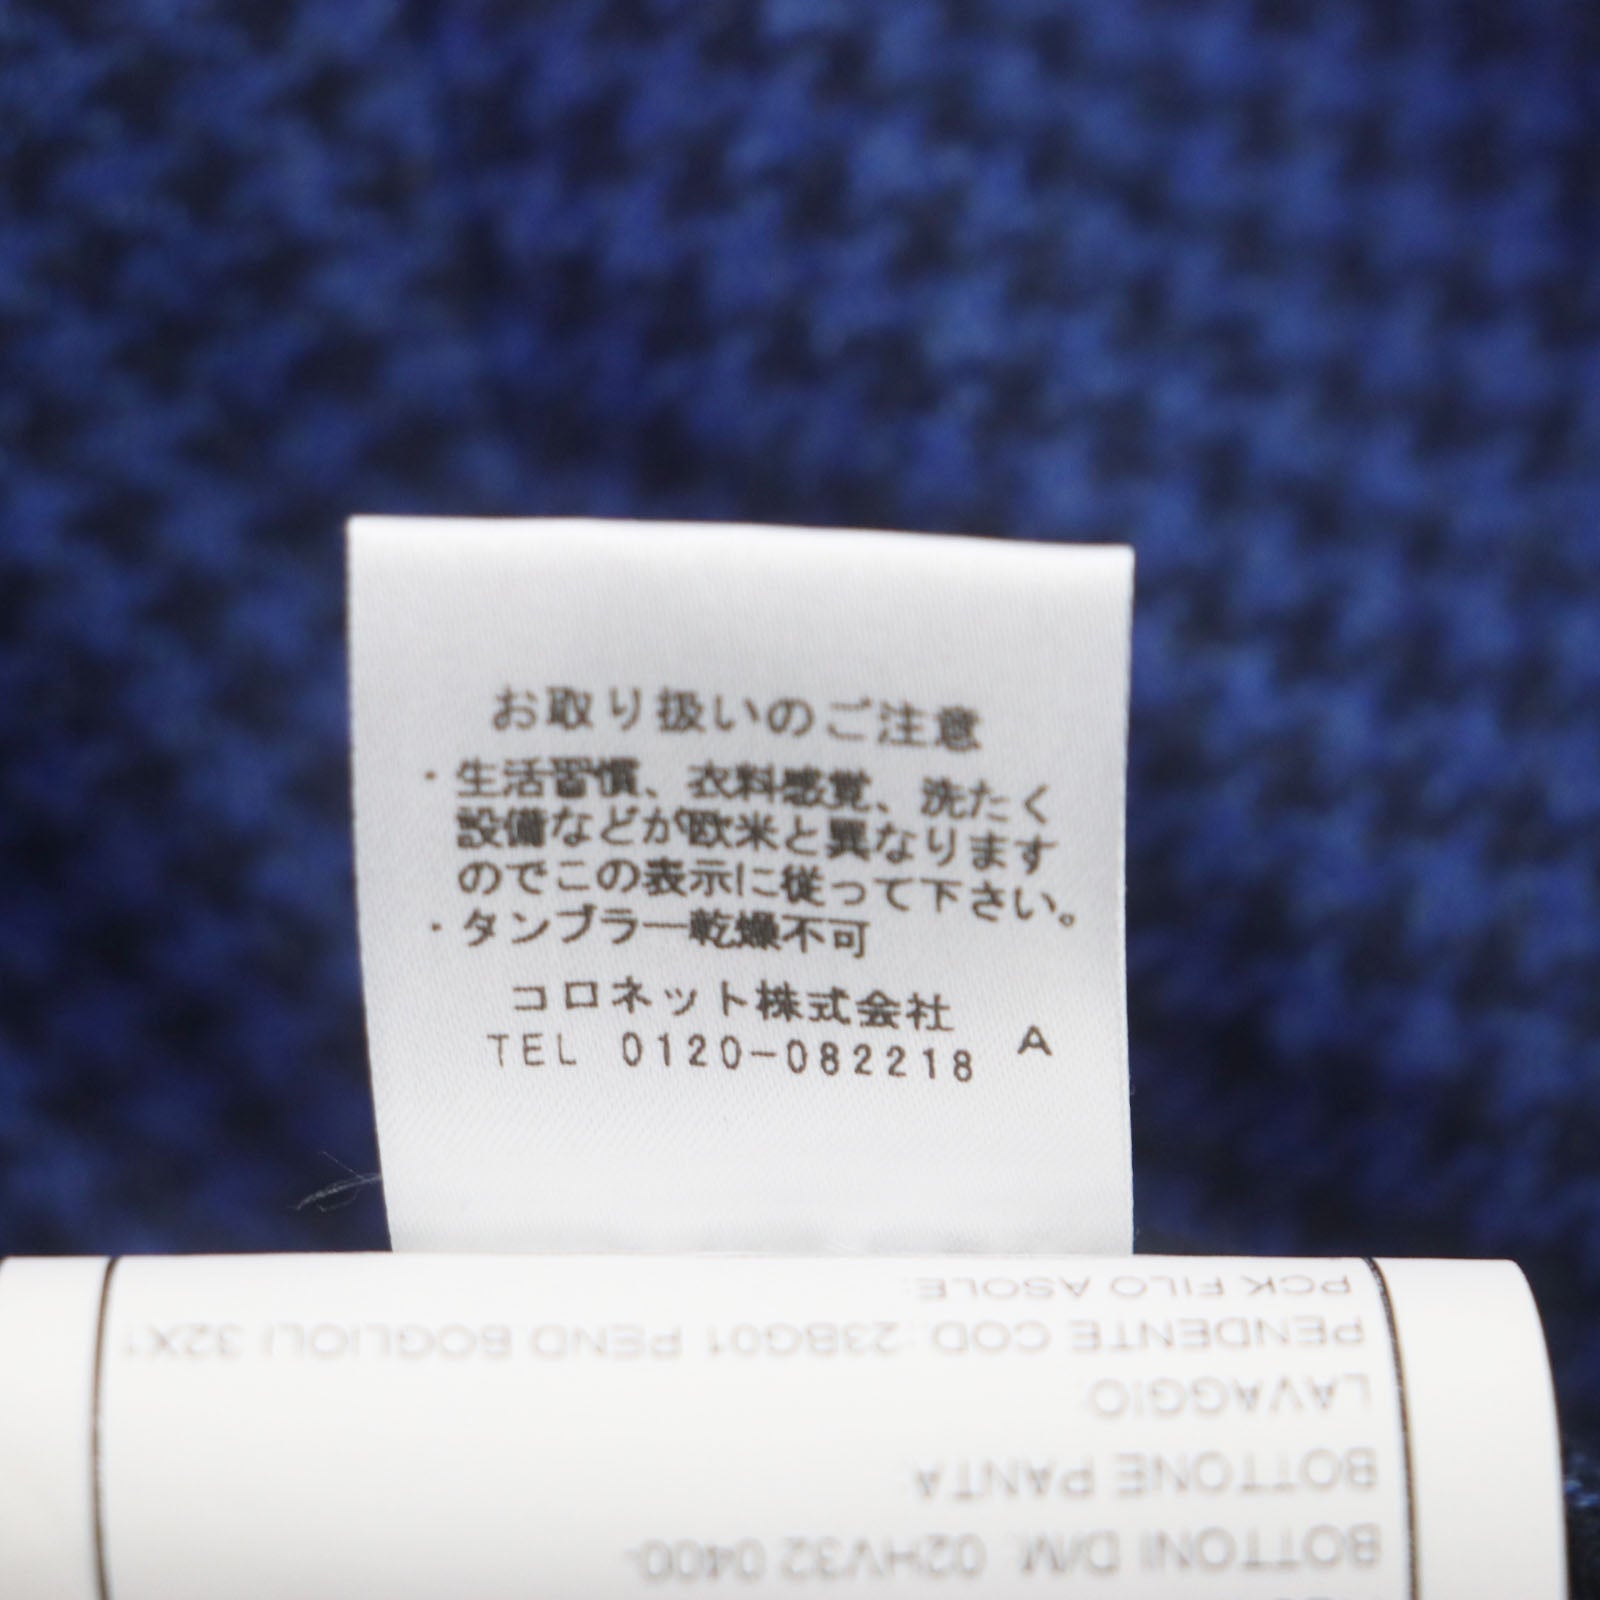 お取り扱いのご注意
・生活習慣、衣料感覚、洗たく
設備などが欧米と異なります
のでこの表示に従って下さい。
・タンブラー乾燥不可
コロネット株式会社
TEL 0120-082218 A
PCK FILO ASOLE:
PENDENTE COD.:23BG01 PEND BOGLIOLI 32X1
LAVAGGIO:
BOTTONE PANTA:
BOTTONI D/M: 02HV32 0400-